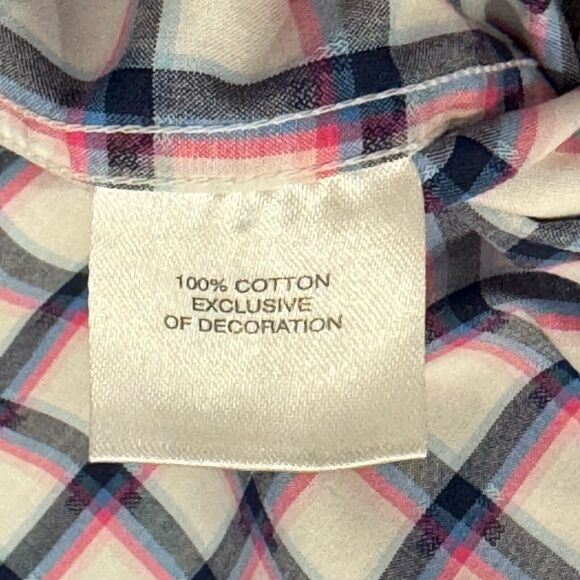 100% COTTON
EXCLUSIVE
OF DECORATION